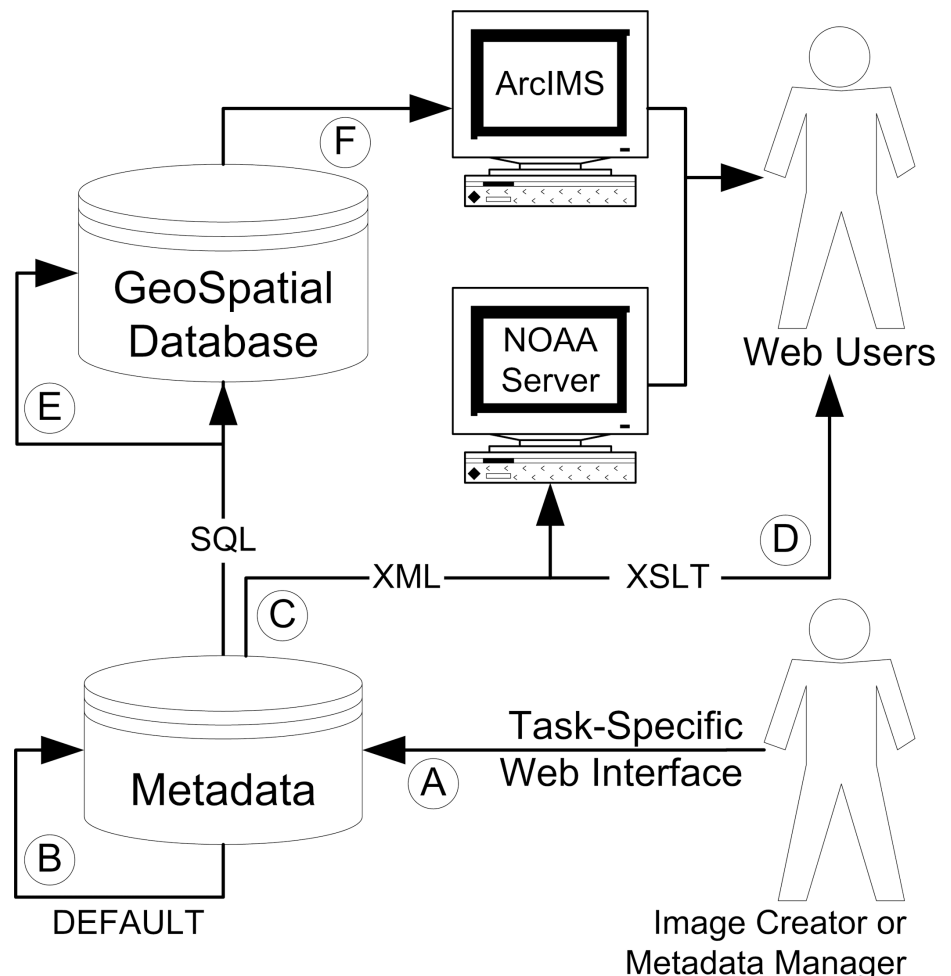 ArcIMS
F
GeoSpatial
Database
NOAA
Server
Web Users
E
SQL
D
XML
XSLT
C
Task-Specific
Web Interface
Metadata
A
B
DEFAULT
Image Creator or
Metadata Manager